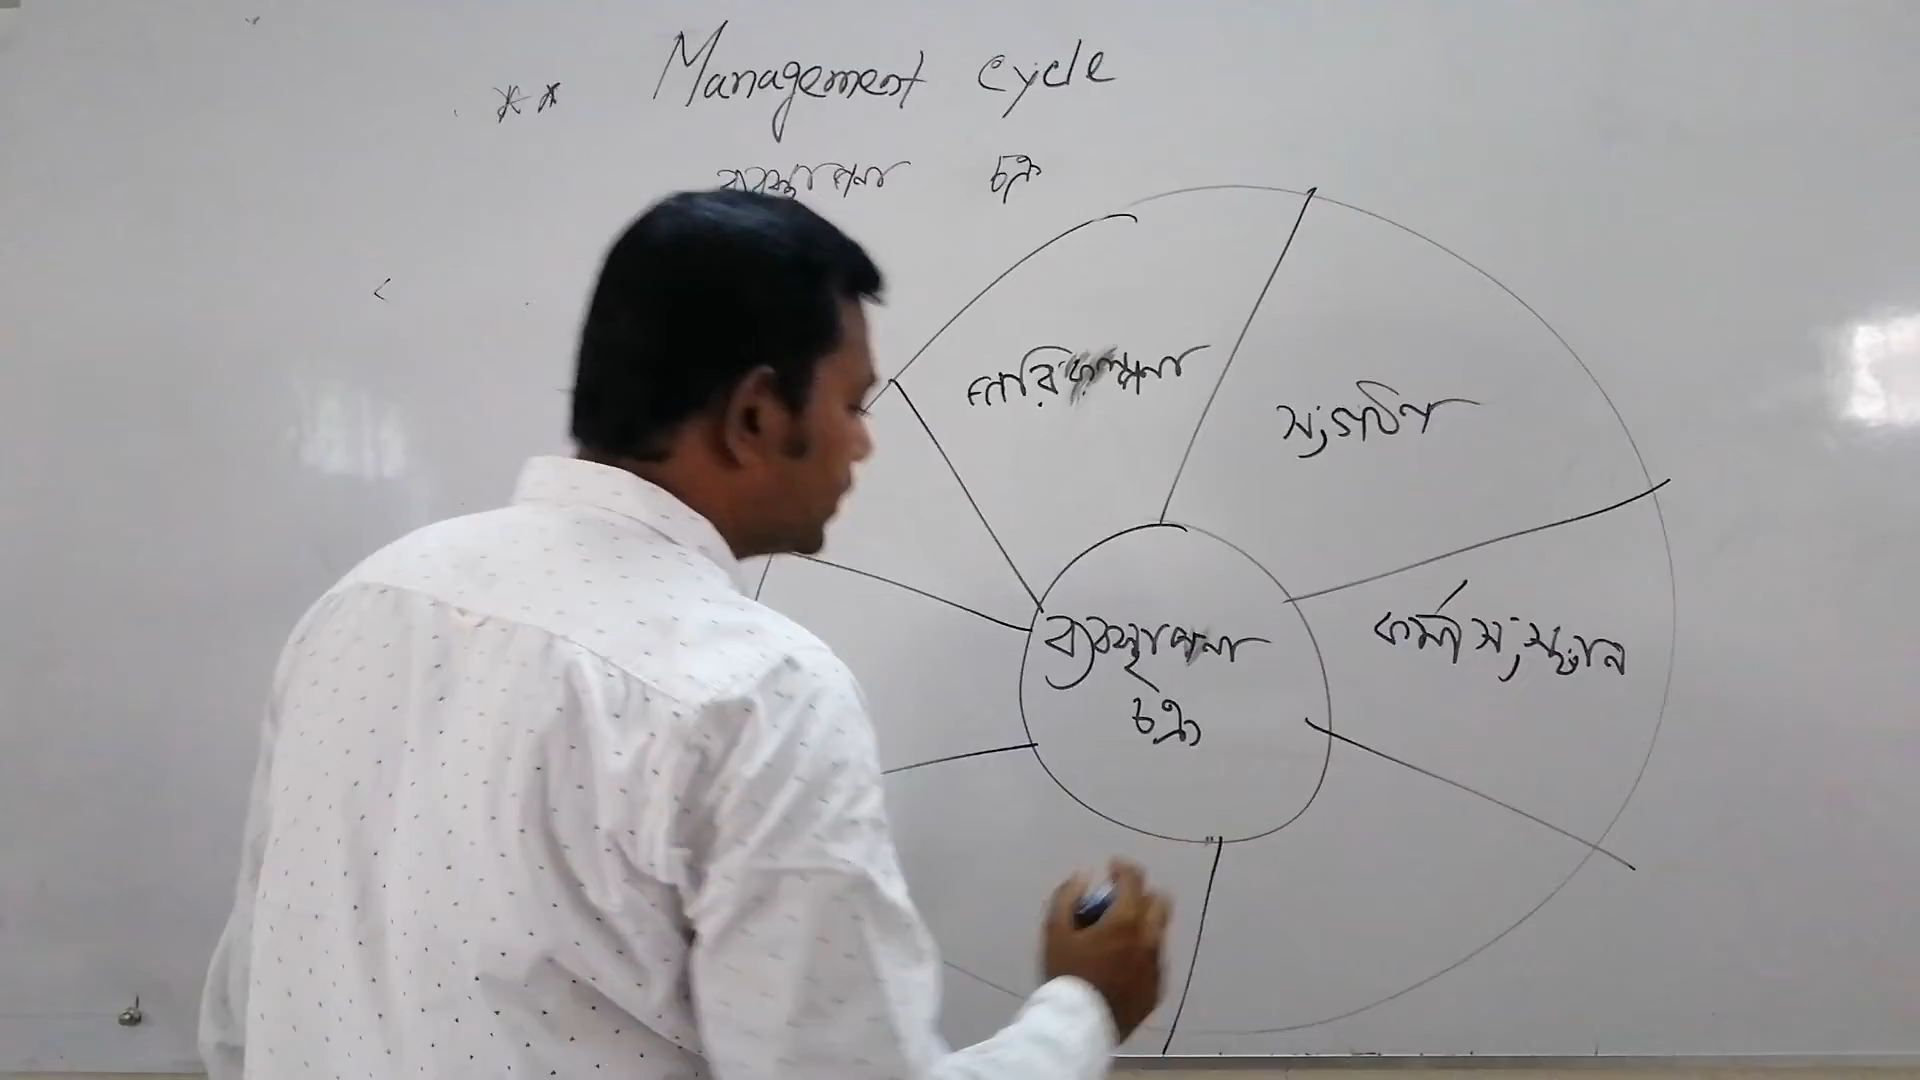 ** Management cycle
ব্যবস্থাপনা চক্র
পরিকল্পনা
সংগঠন
ব্যবস্থাপনা
চক্র
কর্মীসংস্থান